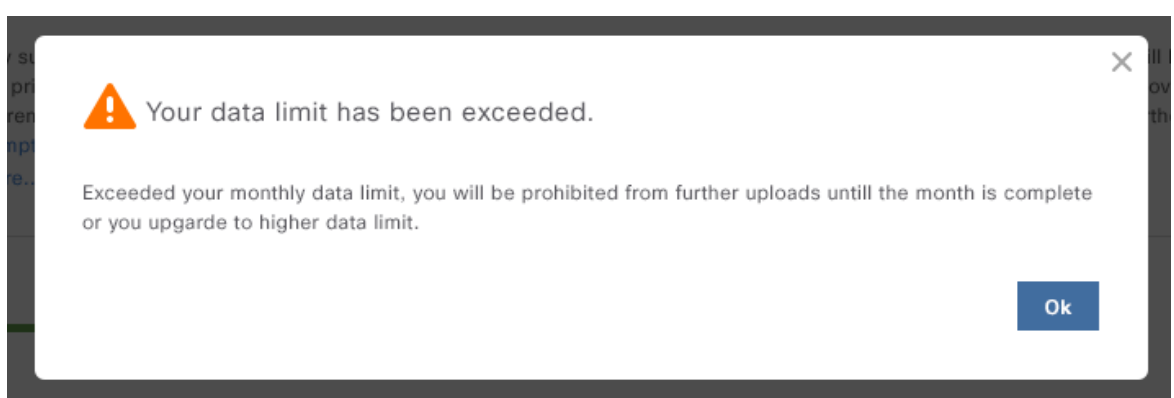 Your data limit has been exceeded.
Exceeded your monthly data limit, you will be prohibited from further uploads untill the month is complete
or you upgarde to higher data limit.
Ok